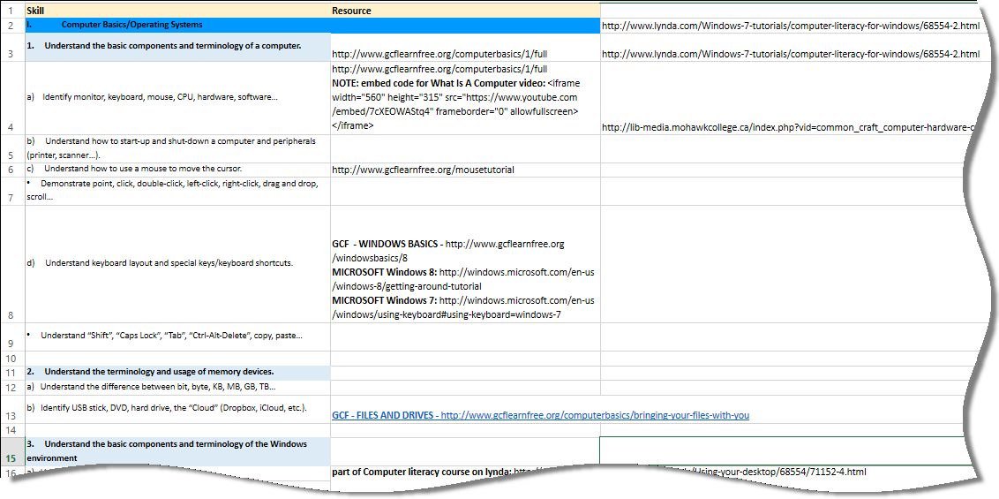 1 Skill Resource
2 I. Computer Basics/Operating Systems http://www.lynda.com/Windows-7-tutorials/computer-literacy-for-windows/68554-2.html
1. Understand the basic components and terminology of a computer.
3 http://www.gcflearnfree.org/computerbasics/1/full http://www.lynda.com/Windows-7-tutorials/computer-literacy-for-windows/68554-2.html
http://www.gcflearnfree.org/computerbasics/1/full
NOTE: embed code for What Is A Computer video: <iframe
a) Identify monitor, keyboard, mouse, CPU, hardware, software... width="560" height="315" src="https://www.youtube.com
/embed/7cXEOWAStq4" frameborder="0" allowfullscreen>
4 </iframe> http://lib-media.mohawkcollege.ca/index.php?vid=common_craft_computer-hardware-c
b) Understand how to start-up and shut-down a computer and peripherals
5 (printer, scanner...).
6 c) Understand how to use a mouse to move the cursor. http://www.gcflearnfree.org/mousetutorial
• Demonstrate point, click, double-click, left-click, right-click, drag and drop,
7 scroll...
GCF - WINDOWS BASICS - http://www.gcflearnfree.org
/windowsbasics/8
d) Understand keyboard layout and special keys/keyboard shortcuts. MICROSOFT Windows 8: http://windows.microsoft.com/en-us
/windows-8/getting-around-tutorial
MICROSOFT Windows 7: http://windows.microsoft.com/en-us
8 /windows/using-keyboard#using-keyboard=windows-7
9 • Understand “Shift”, “Caps Lock”, “Tab”, “Ctrl-Alt-Delete”, copy, paste...
10
11 2. Understand the terminology and usage of memory devices.
12 a) Understand the difference between bit, byte, KB, MB, GB, TB...
13 b) Identify USB stick, DVD, hard drive, the “Cloud” (Dropbox, iCloud, etc.). GCF - FILES AND DRIVES - http://www.gcflearnfree.org/computerbasics/bringing-your-files-with-you
14
3. Understand the basic components and terminology of the Windows
15 environment
16 part of Computer literacy course on lynda: /Using-your-desktop/68554/71152-4.html